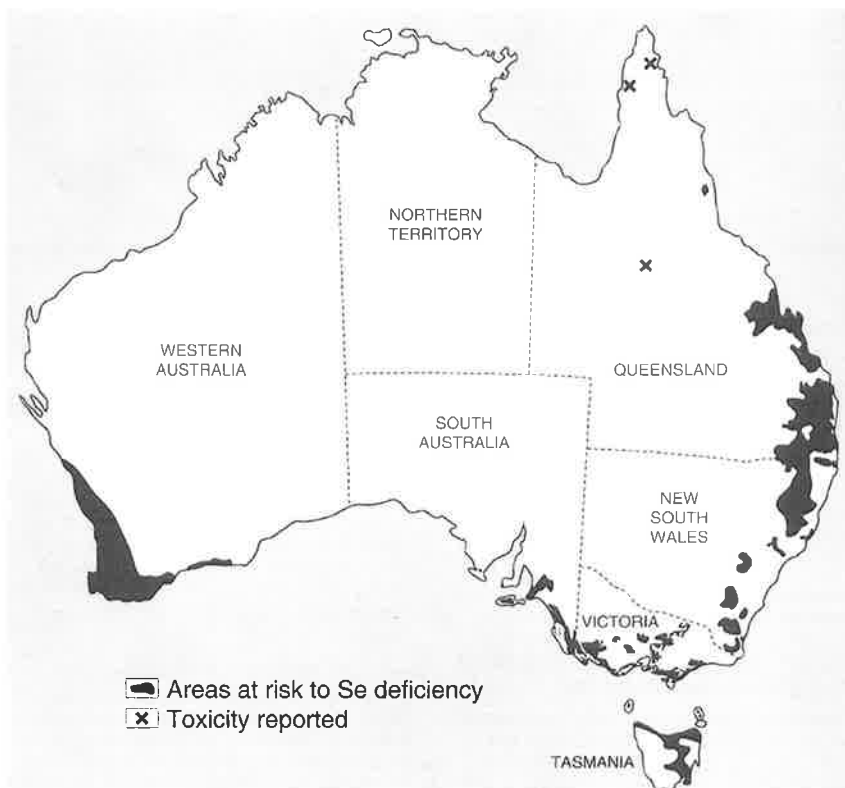 NORTHERN
TERRITORY
WESTERN
AUSTRALIA
QUEENSLAND
SOUTH
AUSTRALIA
NEW
SOUTH
WALES
VICTORIA
Areas at risk to Se deficiency
Toxicity reported
TASMANIA